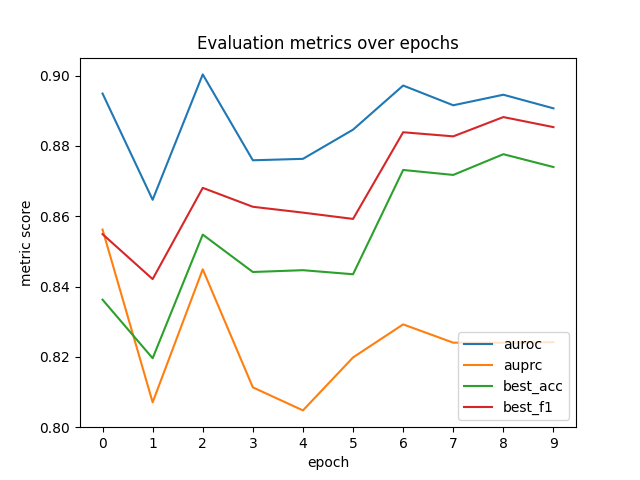 Evaluation metrics over epochs
metric score
0.90
0.88
0.86
0.84
0.82
0.80
0 1 2 3 4 5 6 7 8 9
epoch
auroc
auprc
best_acc
best_f1